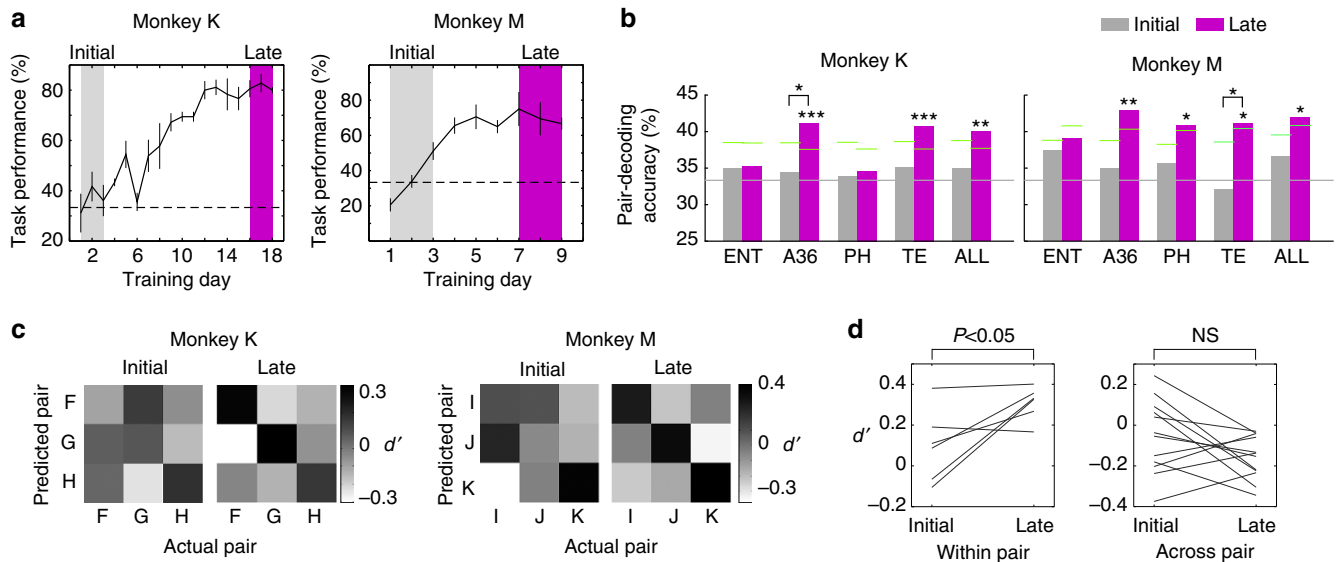 a
Monkey K
Monkey M
Initial
Late
Initial
Late
Task performance (%)
80
60
40
20
2
6
10
14
18
Training day
Task performance (%)
80
60
40
20
1
3
5
7
9
Training day
b
Initial
Late
Monkey K
Monkey M
Pair-decoding
accuracy (%)
45
40
35
30
25
*
***
***
**
ENT
A36
PH
TE
ALL
**
*
*
*
*
ENT
A36
PH
TE
ALL
c
Monkey K
Initial
Late
Predicted pair
F
G
H
F
G
H
F
G
H
Actual pair
0.3
0
d′
–0.3
Monkey M
Initial
Late
Predicted pair
I
J
K
I
J
K
I
J
K
Actual pair
0.4
0
d′
–0.3
d
P<0.05
NS
d′
0.4
0.2
0
–0.2
Initial
Late
Within pair
0.2
0
–0.2
–0.4
Initial
Late
Across pair